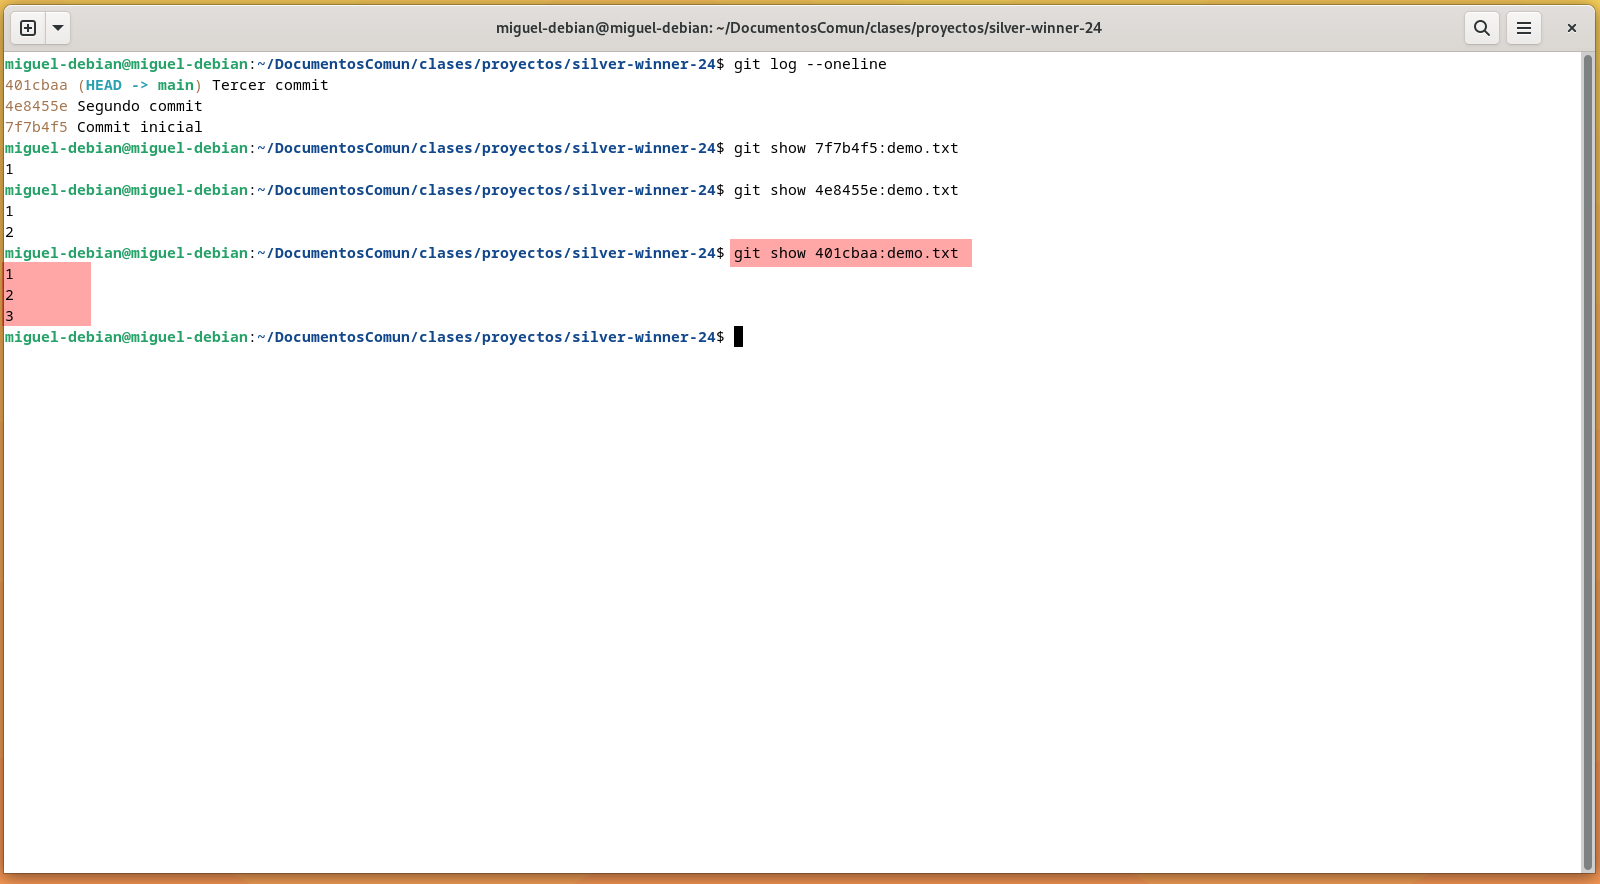 miguel-debian@miguel-debian: ~/DocumentosComun/clases/proyectos/silver-winner-24
miguel-debian@miguel-debian:~/DocumentosComun/clases/proyectos/silver-winner-24$ git log --oneline
401cbaa (HEAD -> main) Tercer commit
4e8455e Segundo commit
7f7b4f5 Commit inicial
miguel-debian@miguel-debian:~/DocumentosComun/clases/proyectos/silver-winner-24$ git show 7f7b4f5:demo.txt
1
miguel-debian@miguel-debian:~/DocumentosComun/clases/proyectos/silver-winner-24$ git show 4e8455e:demo.txt
1
2
miguel-debian@miguel-debian:~/DocumentosComun/clases/proyectos/silver-winner-24$ git show 401cbaa:demo.txt
1
2
3
miguel-debian@miguel-debian:~/DocumentosComun/clases/proyectos/silver-winner-24$